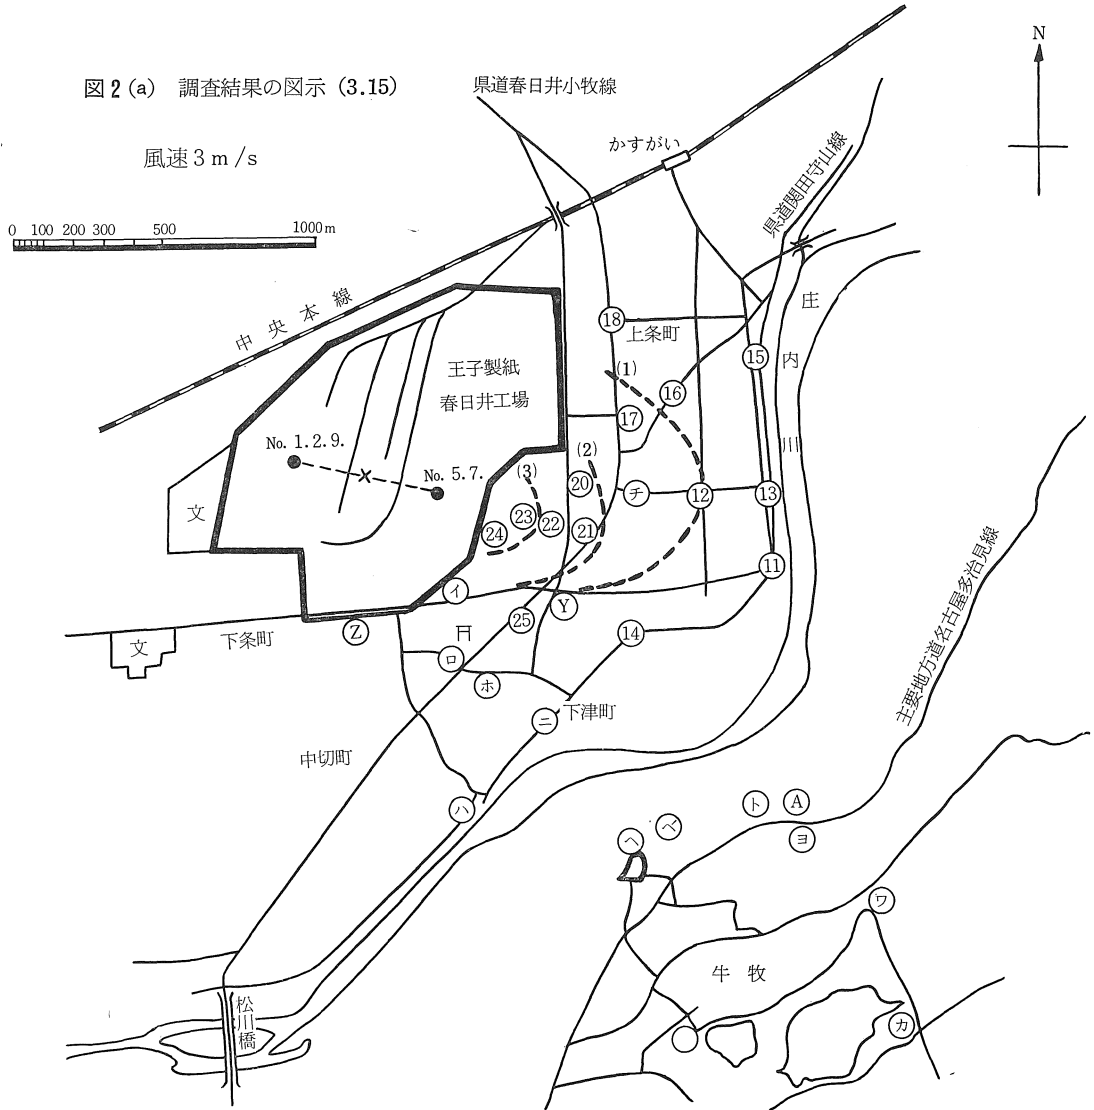 図2(a) 調査結果の図示 (3.15)
県道春日井小牧線
N
風速3m/s
かすがい
県道関田守山線
0 100 200 300 500 1000m
中央本線
庄内川
上条町
王子製紙
春日井工場
(1)
(2)
(3)
No. 1.2.9.
No. 5.7.
文
18
15
16
17
20
チ
12
13
24
23
22
21
11
イ
Y
25
14
Z
下条町
文
ロ
ホ
ニ
下津町
中切町
ハ
主要地方道名古屋多治見線
ト
A
ヨ
ヘ
ワ
牛牧
カ
松川橋